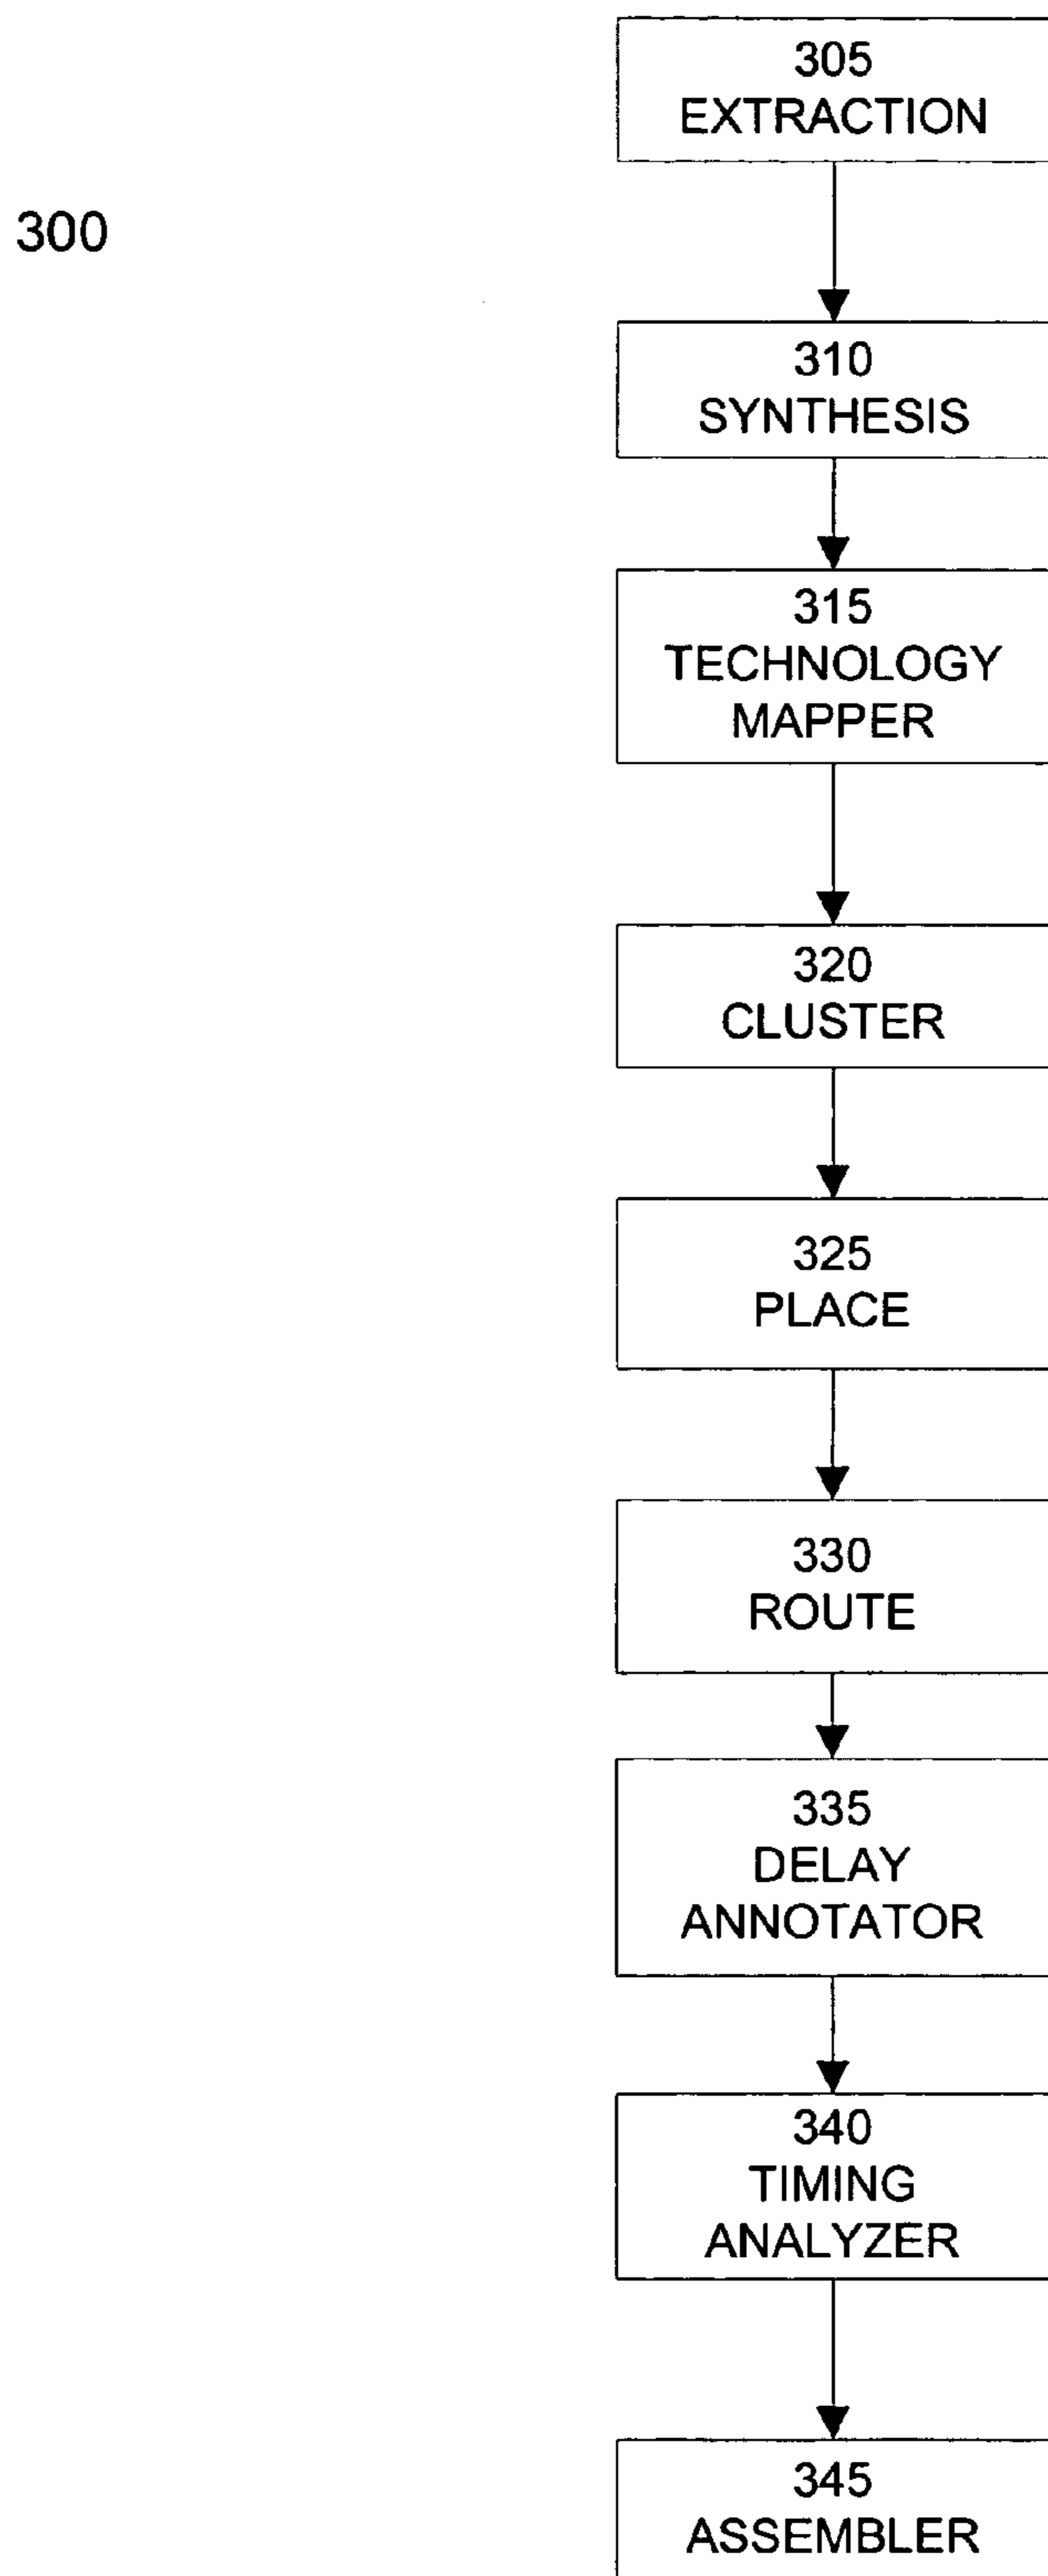 305
EXTRACTION
300
310
SYNTHESIS
315
TECHNOLOGY
MAPPER
320
CLUSTER
325
PLACE
330
ROUTE
335
DELAY
ANNOTATOR
340
TIMING
ANALYZER
345
ASSEMBLER